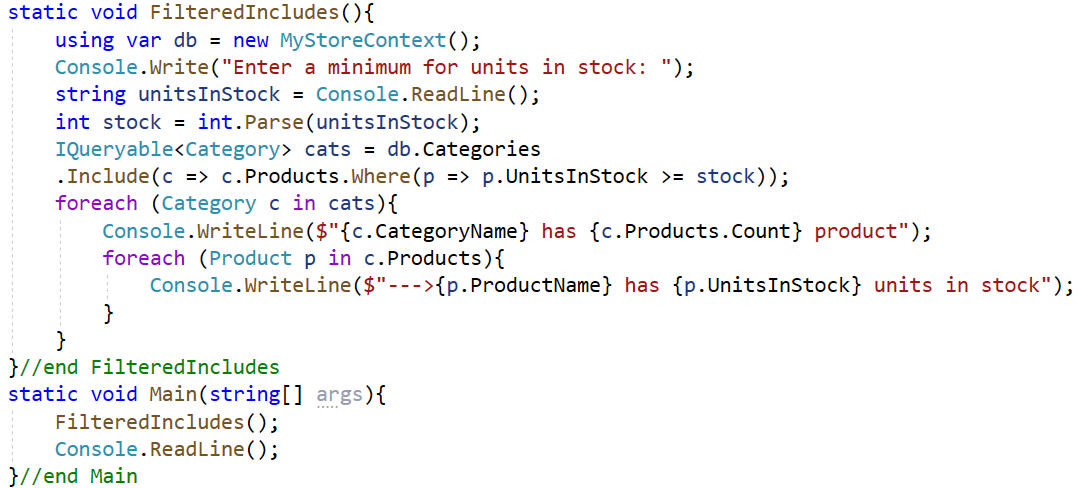 static void FilteredIncludes(){
using var db = new MyStoreContext();
Console.Write("Enter a minimum for units in stock: ");
string unitsInStock = Console.ReadLine();
int stock = int.Parse(unitsInStock);
IQueryable<Category> cats = db.Categories
.Include(c => c.Products.Where(p => p.UnitsInStock >= stock));
foreach (Category c in cats){
Console.WriteLine($"{c.CategoryName} has {c.Products.Count} product");
foreach (Product p in c.Products){
Console.WriteLine($"--->{p.ProductName} has {p.UnitsInStock} units in stock");
}
}
}//end FilteredIncludes
static void Main(string[] args){
FilteredIncludes();
Console.ReadLine();
}//end Main